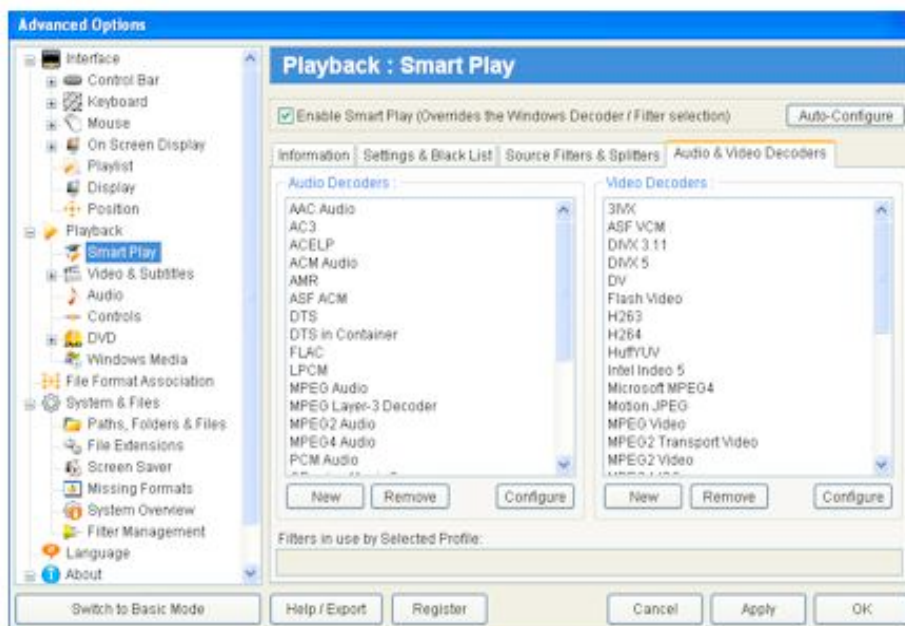 Advanced Options
Interface
Control Bar
Keyboard
Mouse
On Screen Display
Playlist
Display
Position
Playback
Smart Play
Video & Subtitles
Audio
Controls
DVD
Windows Media
File Format Association
System & Files
Paths, Folders & Files
File Extensions
Screen Saver
Missing Formats
System Overview
Filter Management
Language
About
Switch to Basic Mode
Playback : Smart Play
Enable Smart Play (Overrides the Windows Decoder / Filter selection)
Auto-Configure
Information
Settings & Black List
Source Filters & Splitters
Audio & Video Decoders
Audio Decoders :
AAC Audio
AC3
ACELP
ACM Audio
AMR
ASF ACM
DTS
DTS in Container
FLAC
LPCM
MPEG Audio
MPEG Layer-3 Decoder
MPEG2 Audio
MPEG4 Audio
PCM Audio
New
Remove
Configure
Video Decoders :
3IVX
ASF VCM
DIVX 3.11
DIVX 5
DV
Flash Video
H263
H264
HuffYUV
Intel Indeo 5
Microsoft MPEG4
Motion JPEG
MPEG Video
MPEG2 Transport Video
MPEG2 Video
New
Remove
Configure
Filters in use by Selected Profile:
Help / Export
Register
Cancel
Apply
OK